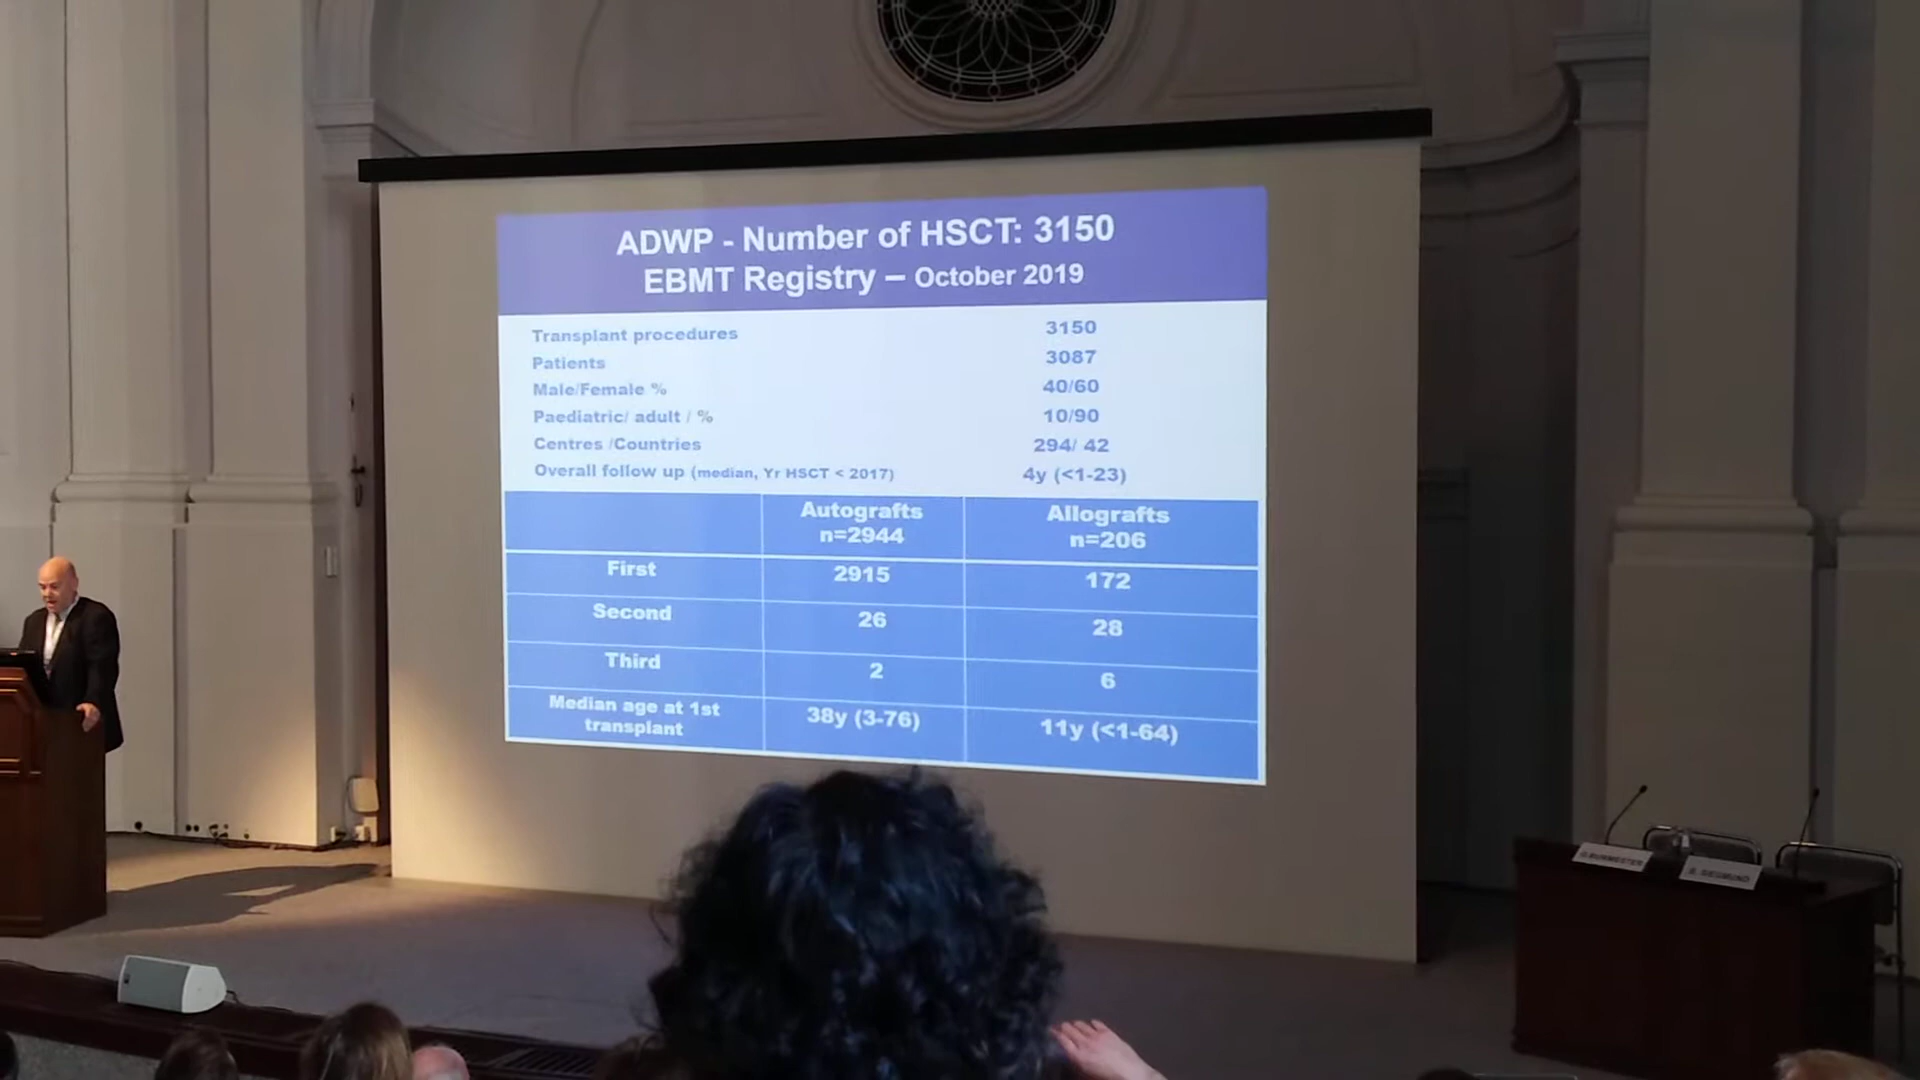 ADWP - Number of HSCT: 3150
EBMT Registry – October 2019
Transplant procedures 3150
Patients 3087
Male/Female % 40/60
Paediatric/ adult / % 10/90
Centres /Countries 294/ 42
Overall follow up (median, Yr HSCT < 2017) 4y (<1-23)
Autografts Allografts
n=2944 n=206
First 2915 172
Second 26 28
Third 2 6
Median age at 1st transplant 38y (3-76) 11y (<1-64)
BURMESTER
SIEGMUND